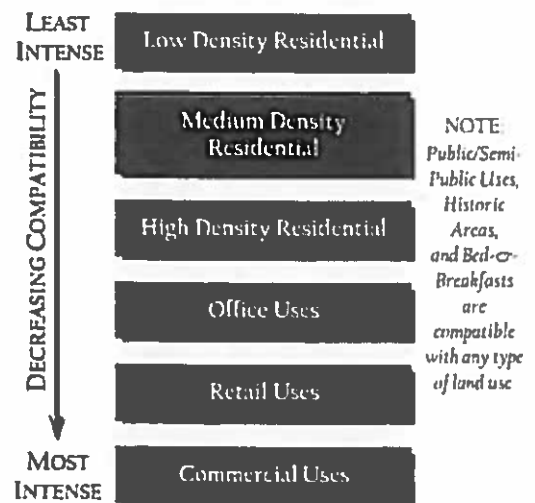 LEAST
INTENSE
DECREASING COMPATIBILITY
MOST
INTENSE
Low Density Residential
Medium Density
Residential
High Density Residential
Office Uses
Retail Uses
Commercial Uses
NOTE
Public/Semi-
Public Uses,
Historic
Areas,
and Bed-&-
Breakfasts
are
compatible
with any type
of land use